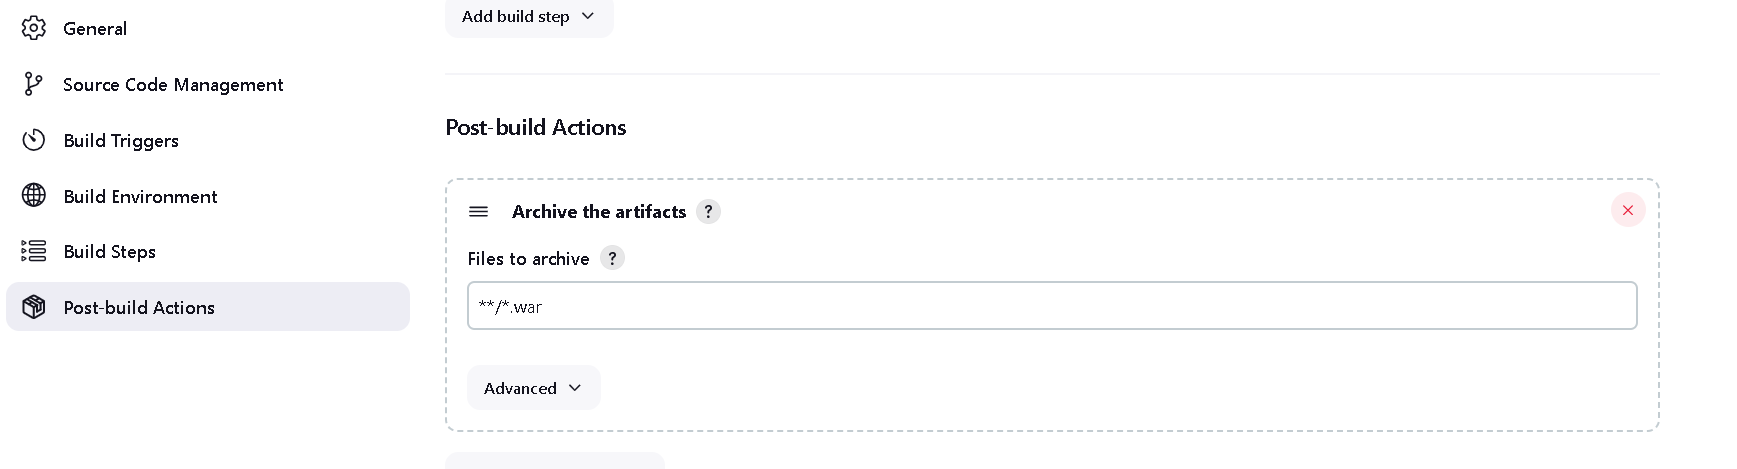 General
Source Code Management
Build Triggers
Build Environment
Build Steps
Post-build Actions
Add build step
Post-build Actions
Archive the artifacts ?
Files to archive ?
**/*.war
Advanced